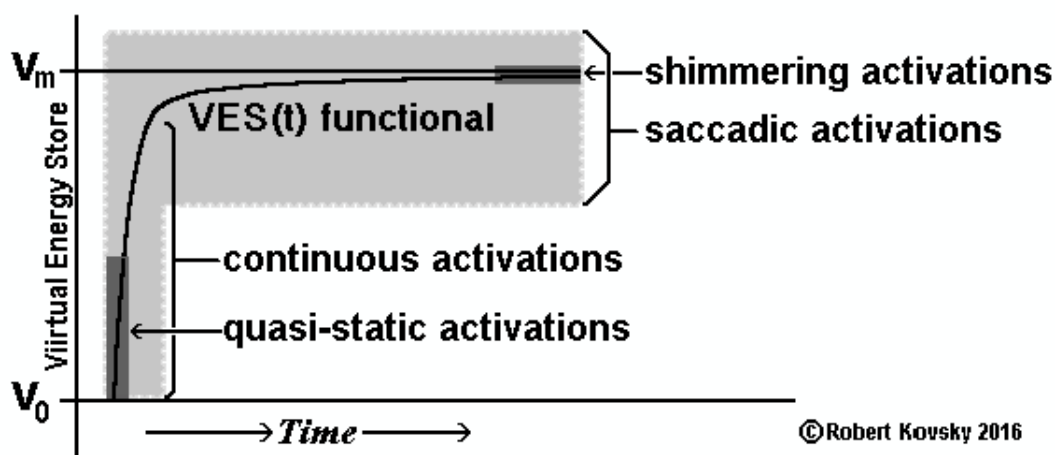 Vm
shimmering activations
VES(t) functional
saccadic activations
Viirtual Energy Store
continuous activations
quasi-static activations
V0
Time
©Robert Kovsky 2016